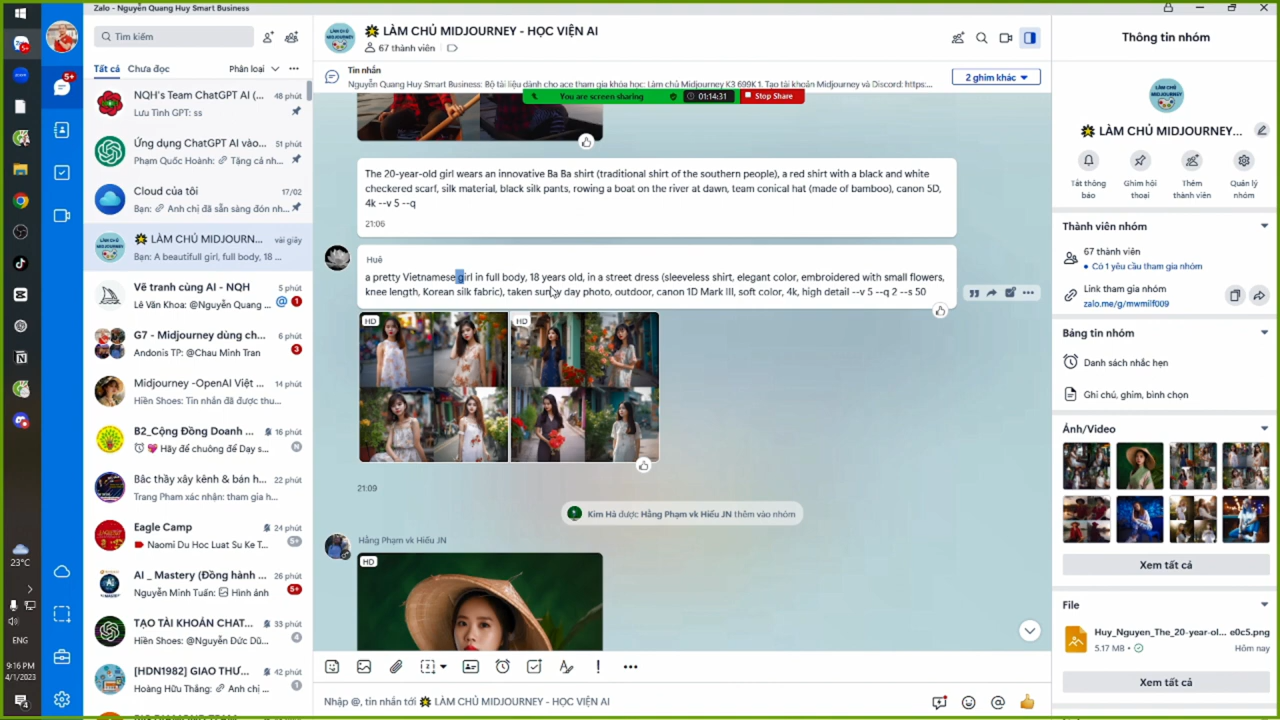 Zalo - Nguyễn Quang Huy Smart Business
Tìm kiếm
Tất cả
Chưa đọc
Phân loại
NQH's Team ChatGPT AI (...
48 phút
Lưu Tình GPT: ss
Ứng dụng ChatGPT AI vào...
51 phút
Phạm Quốc Hoành: Tặng cả nh...
Cloud của tôi
17/02
Bạn: Anh chị đã sẵn sàng đón nh...
LÀM CHỦ MIDJOURN...
vài giây
Bạn: A beautifull girl, full body, 18 ...
Vẽ tranh cùng AI - NQH
5 phút
Lê Văn Khoa: @Nguyễn Quang ...
@ 1
G7 - Midjourney dùng ch...
6 phút
Andonis TP: @Chau Minh Tran
3
Midjourney -OpenAI Việt ...
14 phút
Hiền Shoes: Tin nhắn đã được thu...
B2_Cộng Đồng Doanh ...
16 phút
Hãy để chuông để Dạy s...
N
Bâc thầy xây kênh & bán h...
22 phút
Trang Phạm xác nhận: tham gia h...
Eagle Camp
24 phút
Naomi Du Hoc Luat Su Ke T...
5+
AI _ Mastery (Đồng hành ...
26 phút
Nguyễn Minh Tuấn: Hình ảnh
5+
TẠO TÀI KHOẢN CHAT...
33 phút
Hiền Shoes: @Nguyễn Đức Dũ...
4
[HDN1982] GIAO THƯ...
42 phút
Hoàng Hữu Thắng: Anh chị ...
1
5+
23°C
ENG
9:16 PM
4/1/2023
4
LÀM CHỦ MIDJOURNEY - HỌC VIỆN AI
67 thành viên
Tin nhắn
Nguyễn Quang Huy Smart Business: Bộ tài liệu dành cho ace tham gia khóa học: Làm chủ Midjourney K3 699K 1. Tạo tài khoản Midjourney và Discord: https:...
2 ghim khác
You are screen sharing
01:14:31
Stop Share
The 20-year-old girl wears an innovative Ba Ba shirt (traditional shirt of the southern people), a red shirt with a black and white
checkered scarf, silk material, black silk pants, rowing a boat on the river at dawn, team conical hat (made of bamboo), canon 5D,
4k --v 5 --q
21:06
Huê
a pretty Vietnamese girl in full body, 18 years old, in a street dress (sleeveless shirt, elegant color, embroidered with small flowers,
knee length, Korean silk fabric), taken sunny day photo, outdoor, canon 1D Mark III, soft color, 4k, high detail --v 5 --q 2 --s 50
HD
HD
21:09
Kim Hà được Hằng Phạm vk Hiếu JN thêm vào nhóm
Hằng Phạm vk Hiếu JN
HD
Nhập @, tin nhắn tới LÀM CHỦ MIDJOURNEY - HỌC VIỆN AI
Thông tin nhóm
LÀM CHỦ MIDJOURNEY...
Tắt thông báo
Ghim hội thoại
Thêm thành viên
Quản lý nhóm
Thành viên nhóm
67 thành viên
Có 1 yêu cầu tham gia nhóm
Link tham gia nhóm
zalo.me/g/mwmilf009
Bảng tin nhóm
Danh sách nhắc hẹn
Ghi chú, ghim, bình chọn
Ảnh/Video
Xem tất cả
File
Huy_Nguyen_The_20-year-ol... e0c5.png
5.17 MB
Hôm nay
Xem tất cả